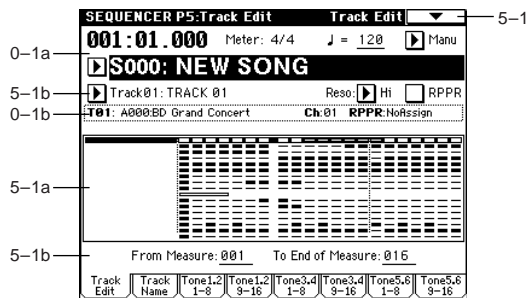 SEQUENCER P5:Track Edit Track Edit
5–1
001:01.000 Meter: 4/4 ♩ = 120 Manu
0–1a
S000: NEW SONG
5–1b
Track01: TRACK 01 Reso: Hi RPPR
0–1b
T01: A000:BD Grand Concert Ch:01 RPPR:NoAssign
5–1a
5–1b
From Measure: 001 To End of Measure: 016
Track Edit Track Name Tone1.2 1–8 Tone1.2 9–16 Tone3.4 1–8 Tone3.4 9–16 Tone5.6 1–8 Tone5.6 9–16